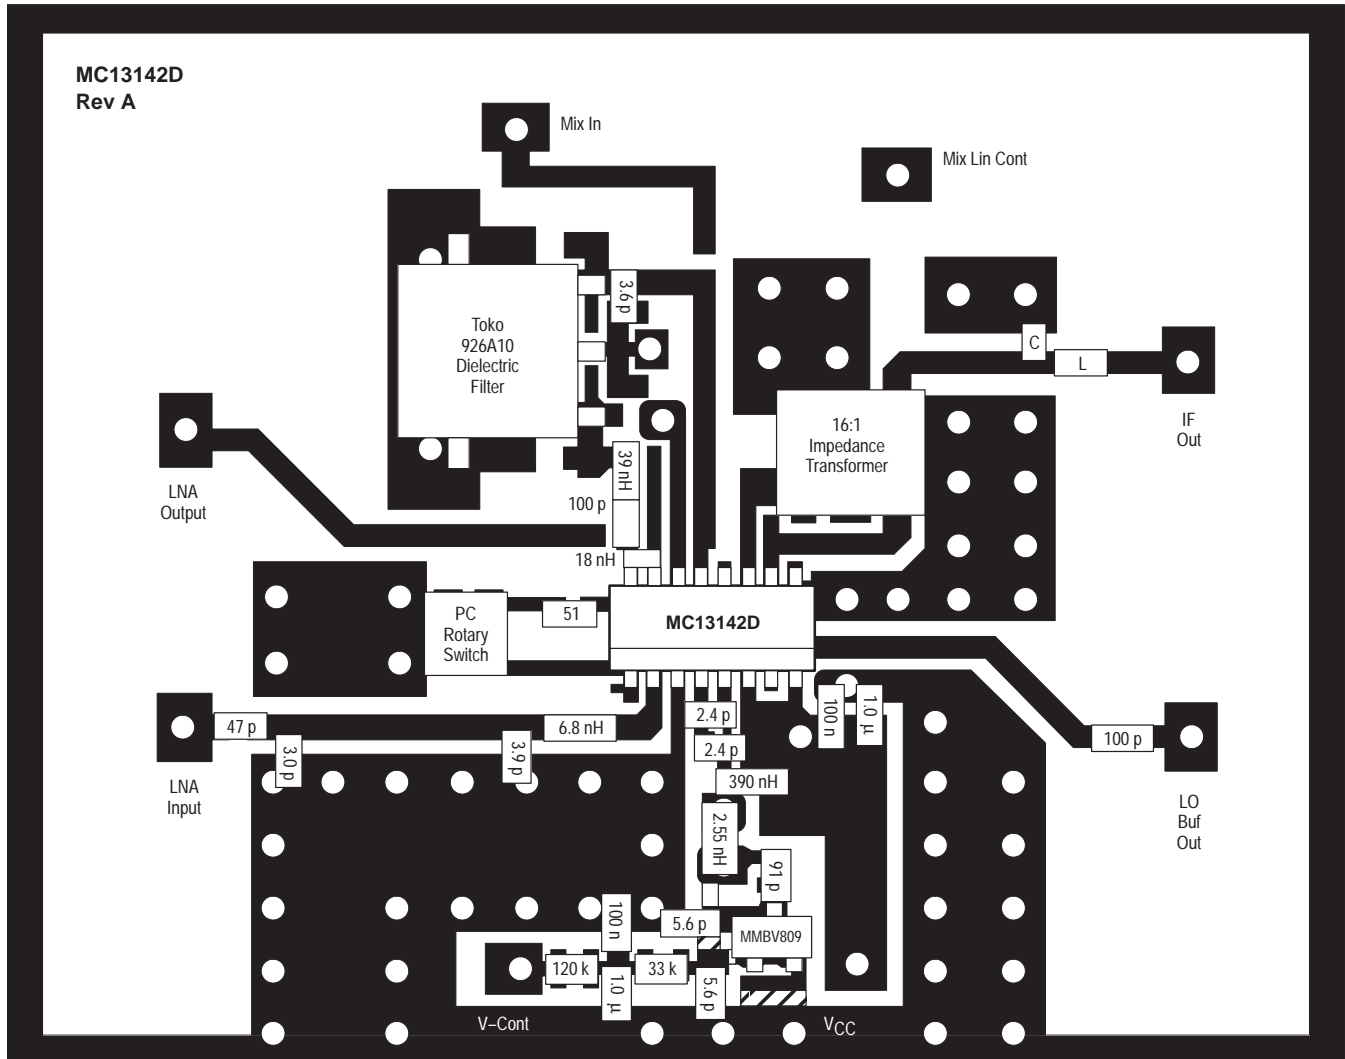 MC13142D
Rev A
Mix In
Mix Lin Cont
3.6 p
Toko
926A10
Dielectric
Filter
C
L
16:1
Impedance
Transformer
IF
Out
LNA
Output
39 nH
100 p
18 nH
PC
Rotary
Switch
51
MC13142D
47 p
3.0 p
3.9 p
6.8 nH
2.4 p
2.4 p
390 nH
100 n
1.0 µ
100 p
LNA
Input
LO
Buf
Out
2.55 nH
91 p
100 n
5.6 p
MMBV809
120 k
1.0 µ
33 k
5.6 p
V–Cont
VCC